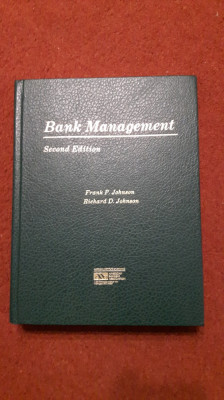 Bank Management
Second Edition
Frank P. Johnson
Richard D. Johnson